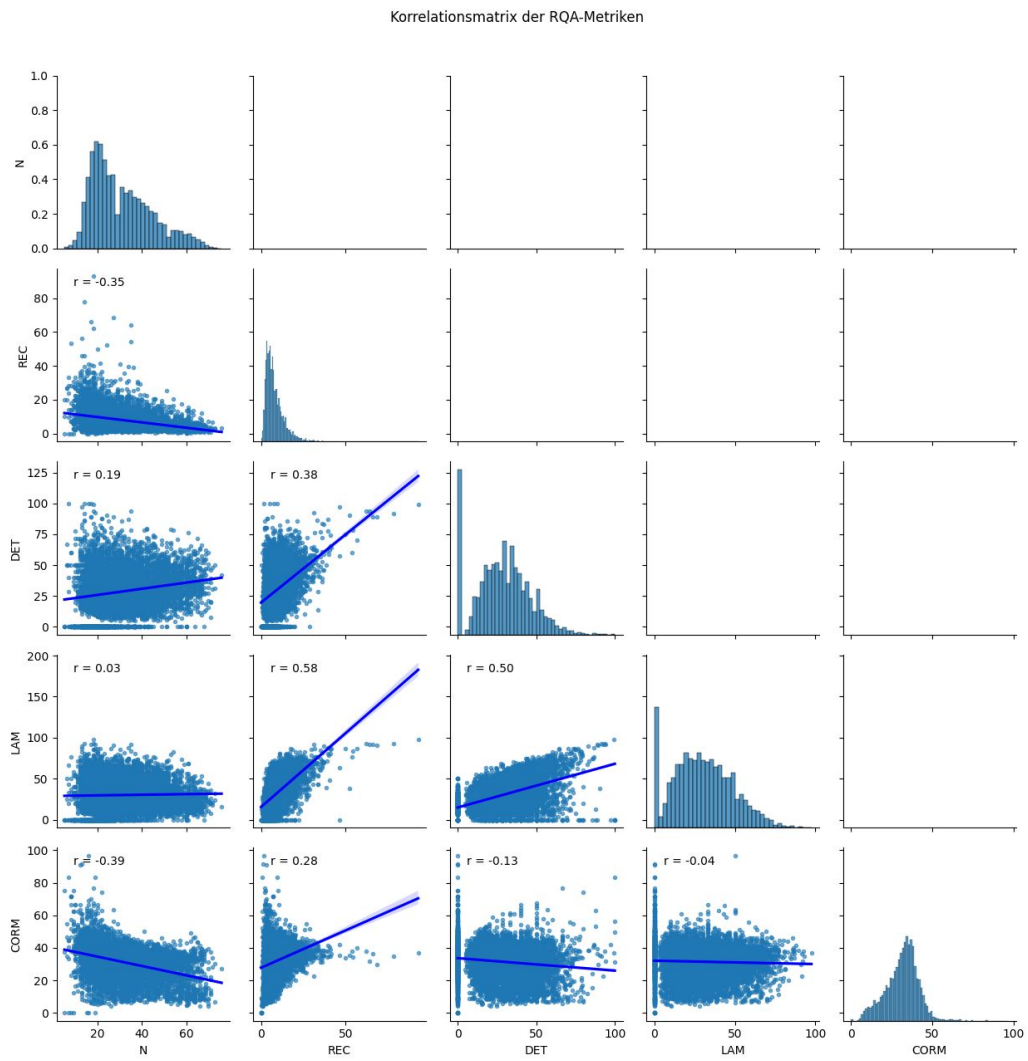 Korrelationsmatrix der RQA-Metriken
1.0
0.8
0.6
0.4
0.2
0.0
N
r = -0.35
80
60
40
20
0
REC
r = 0.19
r = 0.38
125
100
75
50
25
0
DET
r = 0.03
r = 0.58
r = 0.50
200
150
100
50
0
LAM
r = -0.39
r = 0.28
r = -0.13
r = -0.04
100
80
60
40
20
0
CORM
20 40 60
0 50
0 50 100
0 50 100
0 50 100
N REC DET LAM CORM